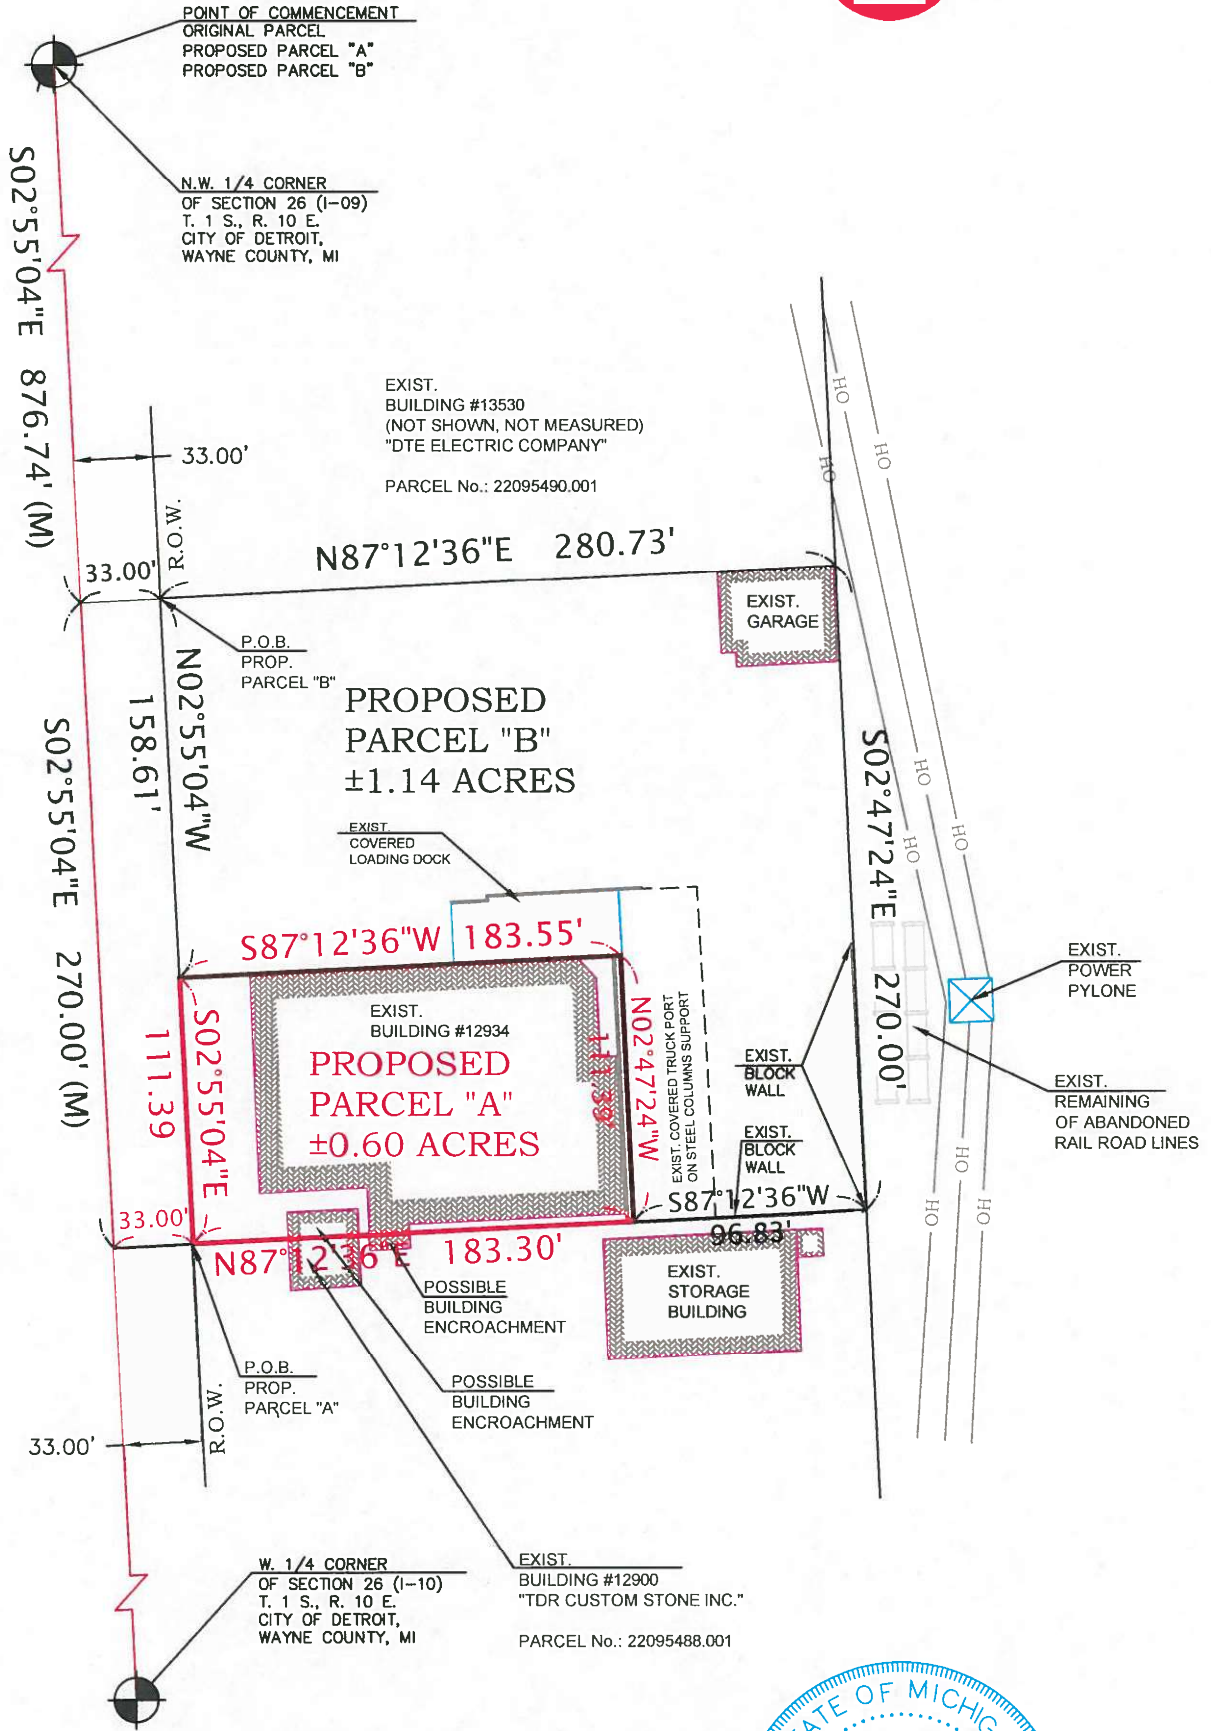 POINT OF COMMENCEMENT
ORIGINAL PARCEL
PROPOSED PARCEL "A"
PROPOSED PARCEL "B"
N.W. 1/4 CORNER
OF SECTION 26 (I-09)
T. 1 S., R. 10 E.
CITY OF DETROIT,
WAYNE COUNTY, MI
S02°55'04"E 876.74' (M)
EXIST.
BUILDING #13530
(NOT SHOWN, NOT MEASURED)
"DTE ELECTRIC COMPANY"
PARCEL No.: 22095490.001
33.00'
R.O.W.
33.00'
N87°12'36"E 280.73'
OH
OH
OH
EXIST.
GARAGE
P.O.B.
PROP.
PARCEL "B"
N02°55'04"W
158.61'
PROPOSED
PARCEL "B"
±1.14 ACRES
S02°55'04"E 270.00' (M)
S02°47'24"E 270.00'
OH
OH
OH
EXIST.
COVERED
LOADING DOCK
S87°12'36"W 183.55'
EXIST.
POWER
PYLONE
EXIST.
BUILDING #12934
PROPOSED
PARCEL "A"
±0.60 ACRES
S02°55'04"E
111.39
N02°47'24"W
111.39'
EXIST. COVERED TRUCK PORT
ON STEEL COLUMNS SUPPORT
EXIST.
BLOCK
WALL
EXIST.
BLOCK
WALL
EXIST.
REMAINING
OF ABANDONED
RAIL ROAD LINES
OH
OH
OH
S87°12'36"W
96.83'
33.00'
N87°12'36"E 183.30'
EXIST.
STORAGE
BUILDING
POSSIBLE
BUILDING
ENCROACHMENT
P.O.B.
PROP.
PARCEL "A"
POSSIBLE
BUILDING
ENCROACHMENT
R.O.W.
33.00'
W. 1/4 CORNER
OF SECTION 26 (I-10)
T. 1 S., R. 10 E.
CITY OF DETROIT,
WAYNE COUNTY, MI
EXIST.
BUILDING #12900
"TDR CUSTOM STONE INC."
PARCEL No.: 22095488.001
OF MICHIG